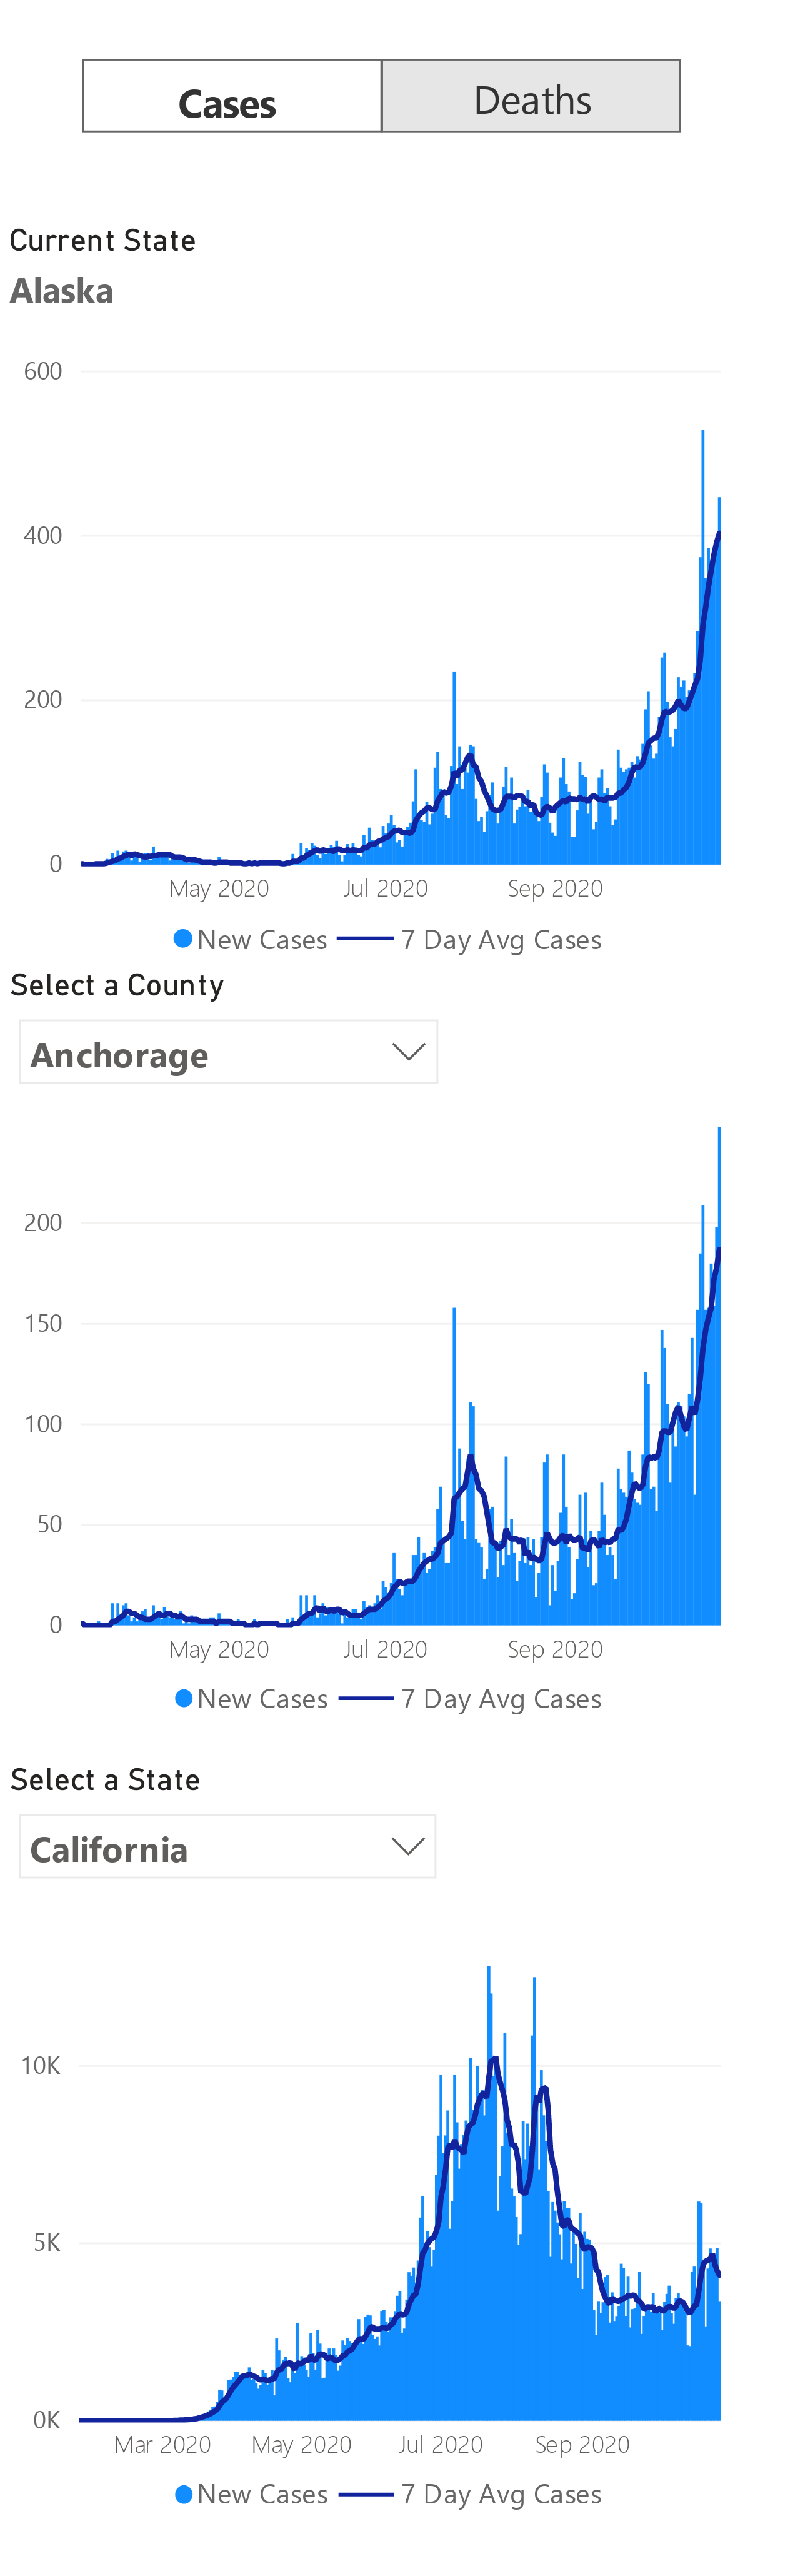 Cases Deaths
Current State
Alaska
600
400
200
0
May 2020 Jul 2020 Sep 2020
New Cases 7 Day Avg Cases
Select a County
Anchorage
200
150
100
50
0
May 2020 Jul 2020 Sep 2020
New Cases 7 Day Avg Cases
Select a State
California
10K
5K
0K
Mar 2020 May 2020 Jul 2020 Sep 2020
New Cases 7 Day Avg Cases